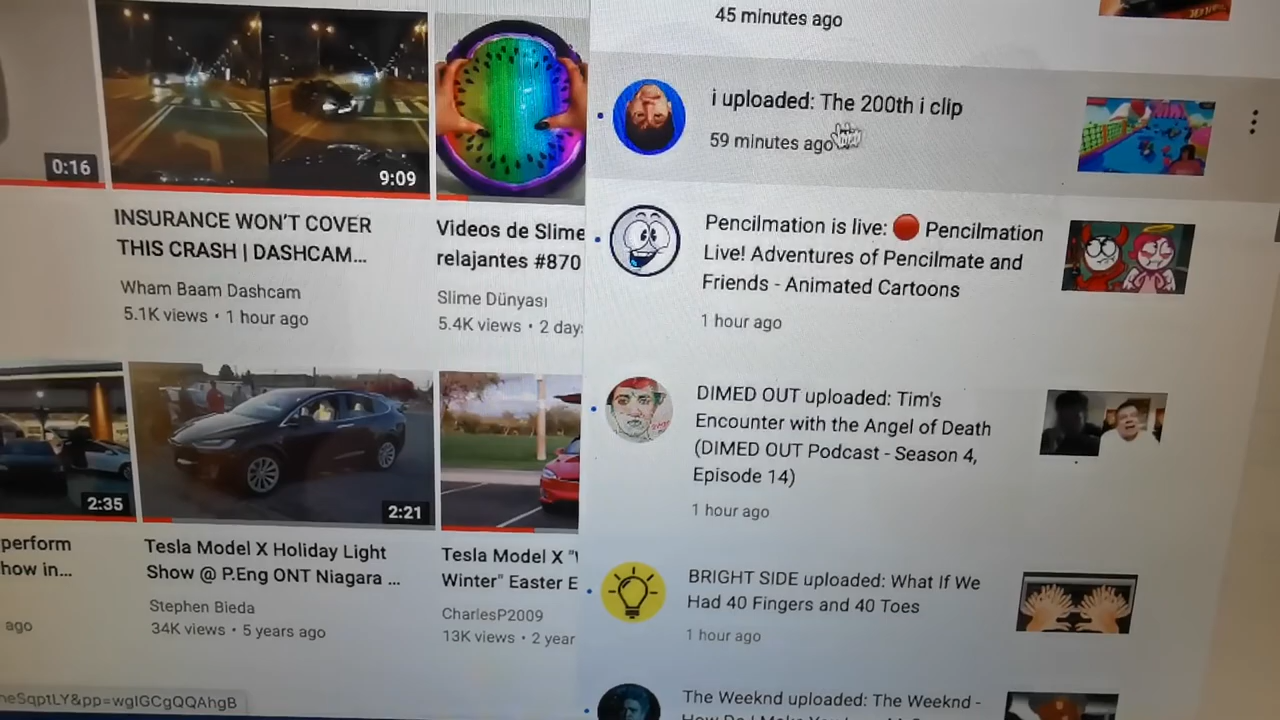 0:16
9:09
INSURANCE WON'T COVER
THIS CRASH | DASHCAM...
Wham Baam Dashcam
5.1K views • 1 hour ago
Videos de Slime
relajantes #870
Slime Dünyası
5.4K views • 2 day
2:35
2:21
perform
how in...
ago
Tesla Model X Holiday Light
Show @ P.Eng ONT Niagara ...
Stephen Bieda
34K views • 5 years ago
Tesla Model X "
Winter" Easter E
CharlesP2009
13K views • 2 year
45 minutes ago
i uploaded: The 200th i clip
59 minutes ago
Pencilmation is live: 🔴 Pencilmation
Live! Adventures of Pencilmate and
Friends - Animated Cartoons
1 hour ago
DIMED OUT uploaded: Tim's
Encounter with the Angel of Death
(DIMED OUT Podcast - Season 4,
Episode 14)
1 hour ago
BRIGHT SIDE uploaded: What If We
Had 40 Fingers and 40 Toes
1 hour ago
The Weeknd uploaded: The Weeknd -